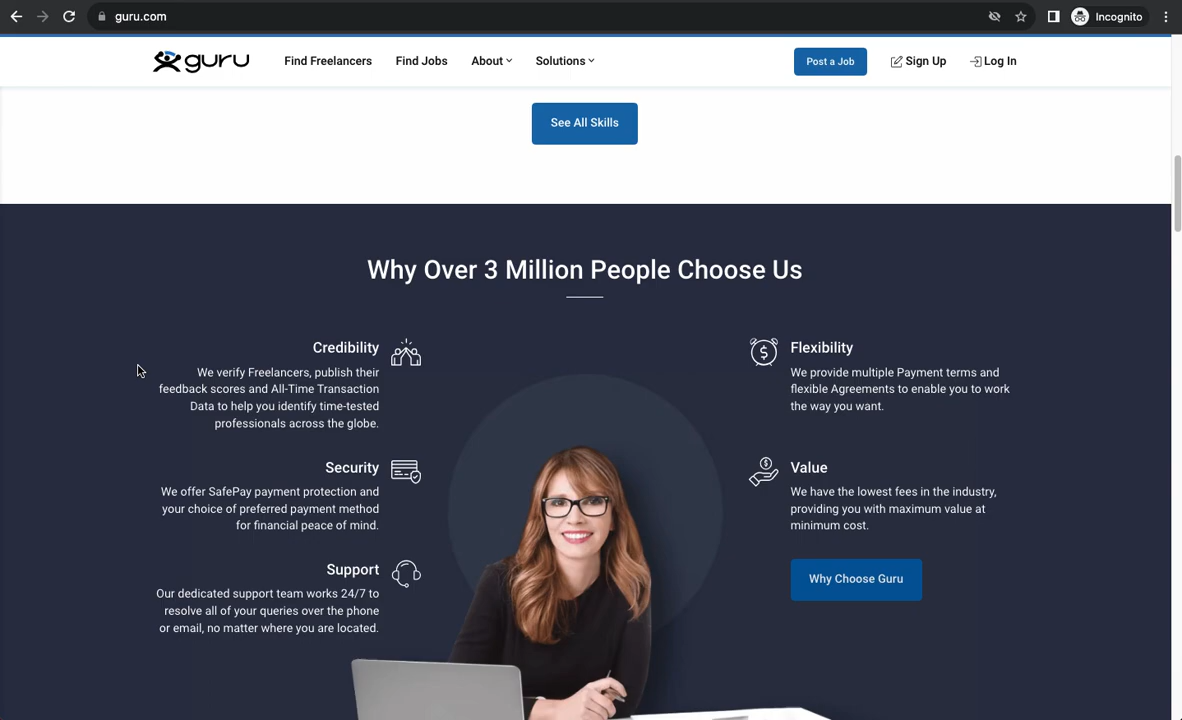 guru.com
Incognito
guru
Find Freelancers
Find Jobs
About
Solutions
Post a Job
Sign Up
Log In
See All Skills
Why Over 3 Million People Choose Us
Credibility
We verify Freelancers, publish their
feedback scores and All-Time Transaction
Data to help you identify time-tested
professionals across the globe.
Security
We offer SafePay payment protection and
your choice of preferred payment method
for financial peace of mind.
Support
Our dedicated support team works 24/7 to
resolve all of your queries over the phone
or email, no matter where you are located.
Flexibility
We provide multiple Payment terms and
flexible Agreements to enable you to work
the way you want.
Value
We have the lowest fees in the industry,
providing you with maximum value at
minimum cost.
Why Choose Guru